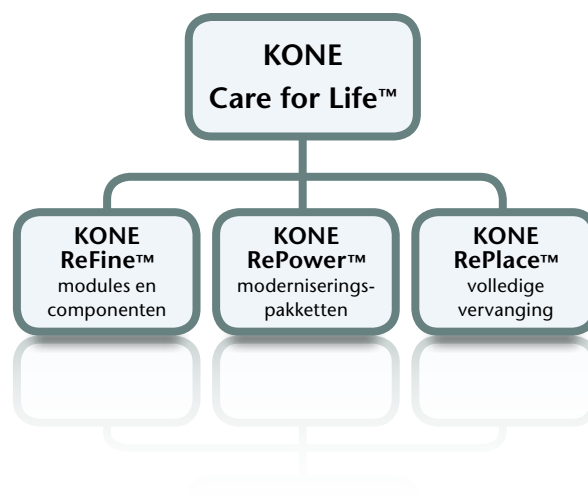 KONE
Care for Life™
KONE
ReFine™
modules en
componenten
KONE
RePower™
moderniserings-
pakketten
KONE
RePlace™
volledige
vervanging